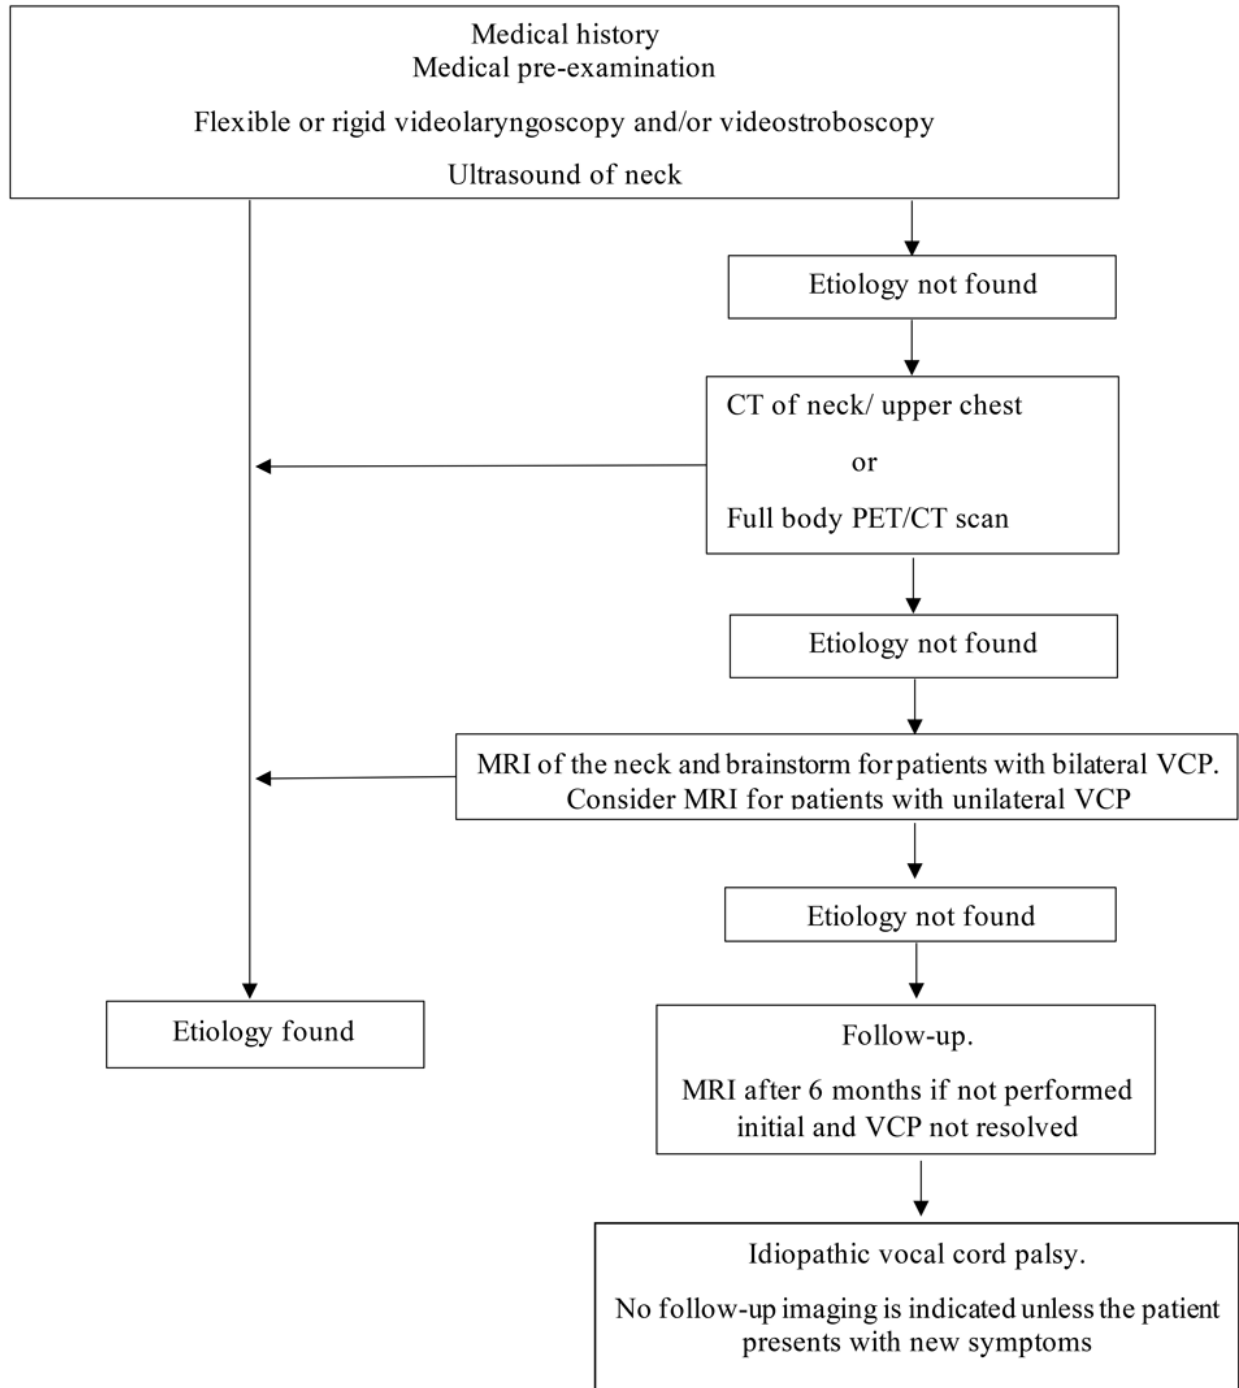 Medical history
Medical pre-examination
Flexible or rigid videolaryngoscopy and/or videostroboscopy
Ultrasound of neck
Etiology not found
CT of neck/ upper chest
or
Full body PET/CT scan
Etiology not found
MRI of the neck and brainstorm for patients with bilateral VCP.
Consider MRI for patients with unilateral VCP
Etiology not found
Etiology found
Follow-up.
MRI after 6 months if not performed
initial and VCP not resolved
Idiopathic vocal cord palsy.
No follow-up imaging is indicated unless the patient
presents with new symptoms